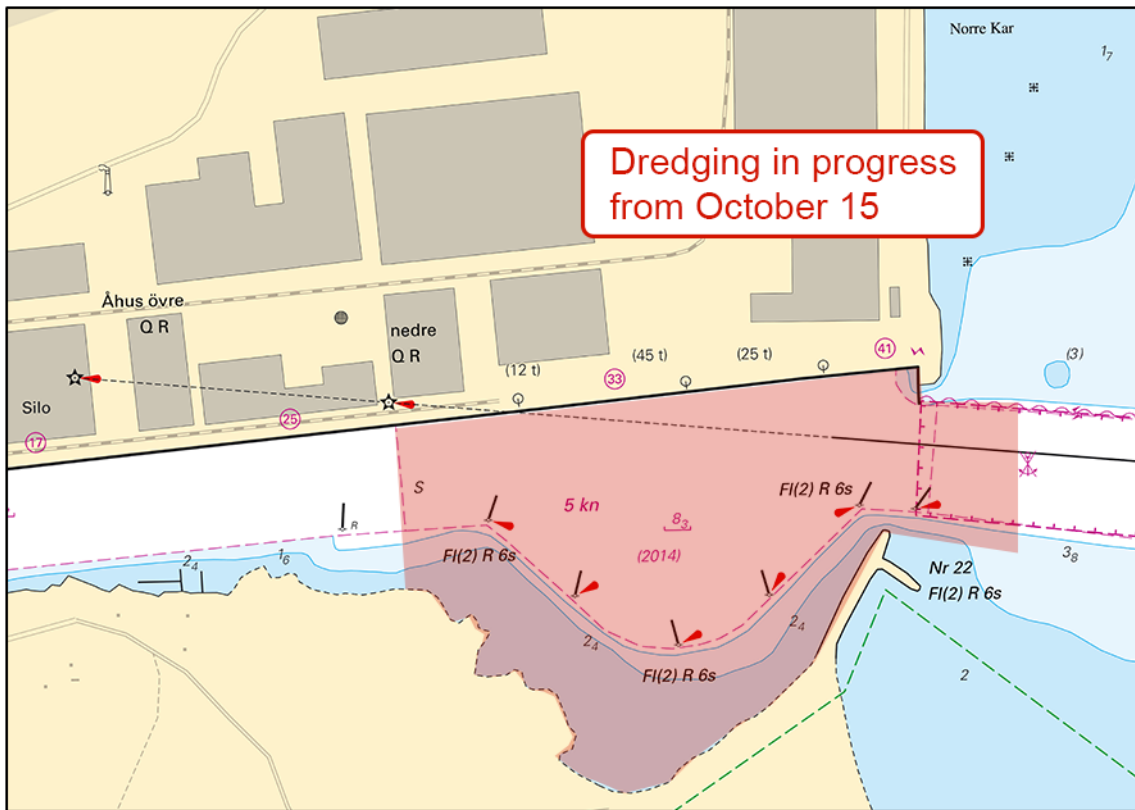 Norre Kar
1₇
Dredging in progress
from October 15
Åhus övre
Q R
nedre
Q R
(12 t)
(45 t)
(25 t)
33
41
(3)
Silo
17
25
S
5 kn
8₃
(2014)
Fl(2) R 6s
R
Fl(2) R 6s
2₄
1₆
3₈
Nr 22
Fl(2) R 6s
2₄
2₄
Fl(2) R 6s
2